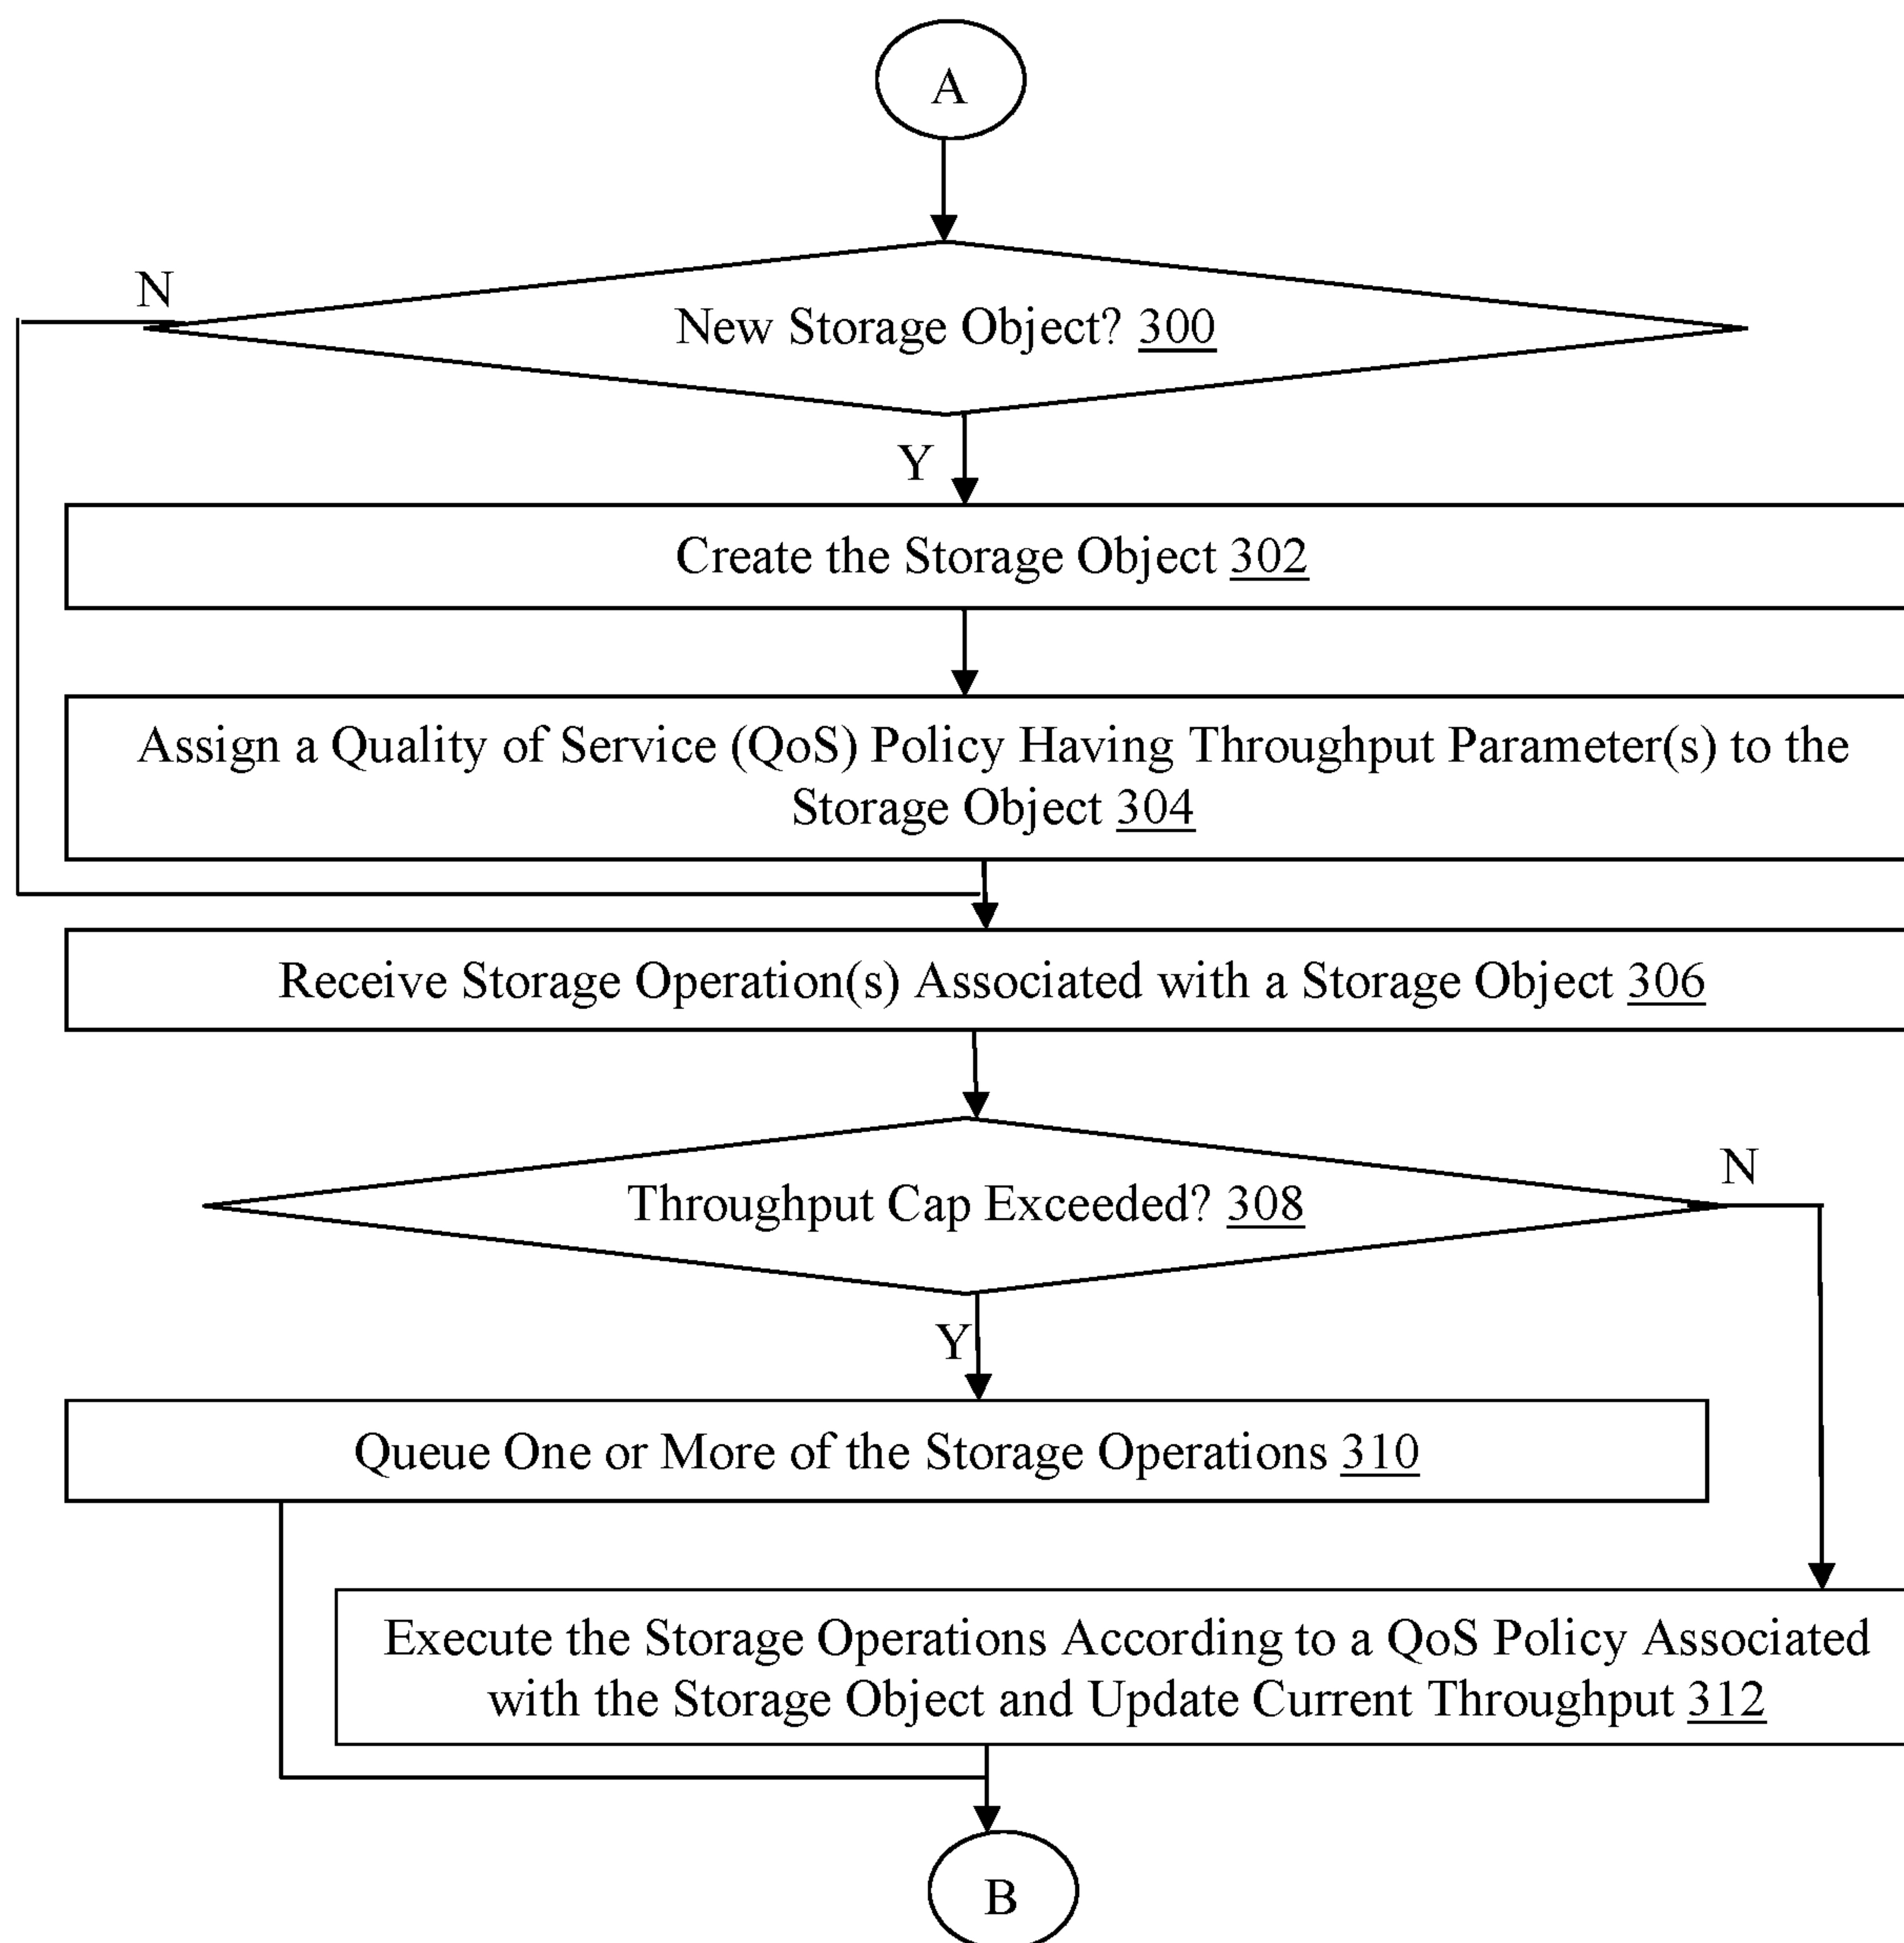 A
N
New Storage Object? 300
Y
Create the Storage Object 302
Assign a Quality of Service (QoS) Policy Having Throughput Parameter(s) to the
Storage Object 304
Receive Storage Operation(s) Associated with a Storage Object 306
N
Throughput Cap Exceeded? 308
Y
Queue One or More of the Storage Operations 310
Execute the Storage Operations According to a QoS Policy Associated
with the Storage Object and Update Current Throughput 312
B